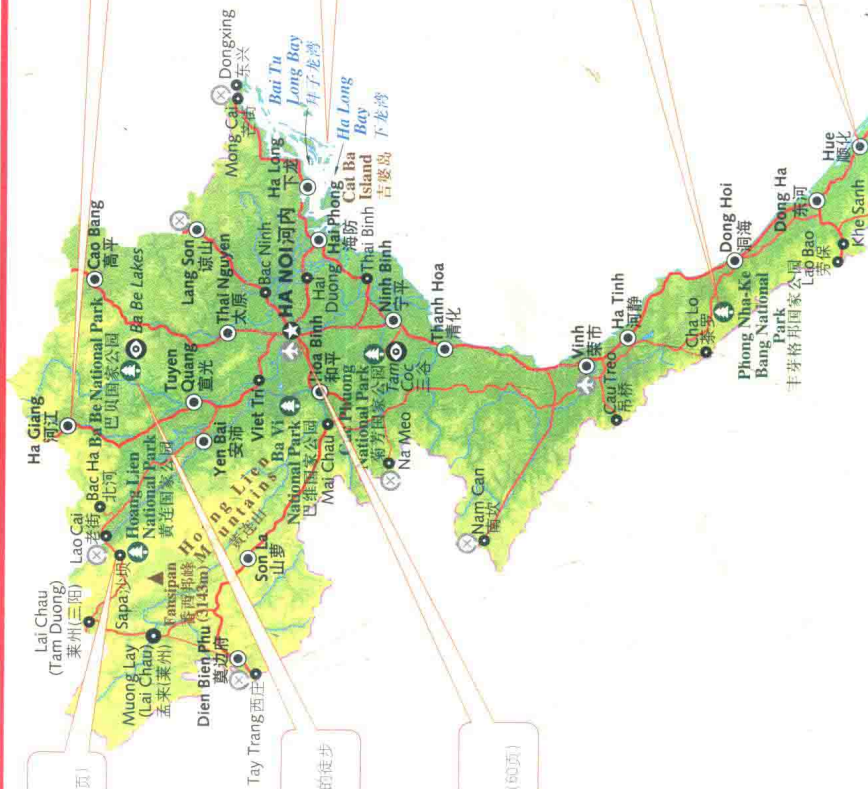 Ha Giang
河江
Cao Bang
高平
Lai Chau
(Tam Duong)
莱州(三阳)
Lao Cai
老街
Bac Ha
北河
Ba Be National Park
巴贝国家公园
Ba Be Lakes
Lang Son
谅山
Mong Cai
芒街
Dongxing
东兴
Bai Tu
Long Bay
拜子龙湾
Ha Long
Bay
下龙湾
Ha Long
下龙
Cat Ba
Island
吉婆岛
Hai Phong
海防
Muong Lay
(Lai Chau)
孟来(莱州)
Sapa沙坝
Hoang Lien
National Park
黄连国家公园
Fansipan
番西邦峰
(3143m)
Hoang Lien
Mountains
黄连山
Tuyen
Quang
宣光
Thai Nguyen
太原
Bac Ninh
Yen Bai
安沛
Viet Tri
HA NOI河内
Hai
Duong
Thai Binh
Ba Vi
National Park
巴维国家公园
Hoa Binh
和平
Dien Bien Phu
奠边府
Tay Trang西庄
Son La
山萝
Mai Chau
Cuc Phuong
National Park
菊芳国家公园
Tam
Coc
三谷
Ninh Binh
宁平
Na Meo
Thanh Hoa
清化
Nam Can
南坎
Vinh
荣市
Cau Treo
吊桥
Ha Tinh
河静
Cha Lo
茶罗
Phong Nha-Ke
Bang National
Park
丰芽格邦国家公园
Dong Hoi
洞海
Dong Ha
东河
Lao Bao
劳保
Khe Sanh
Hue
顺化
页)
的徒步
(60页)